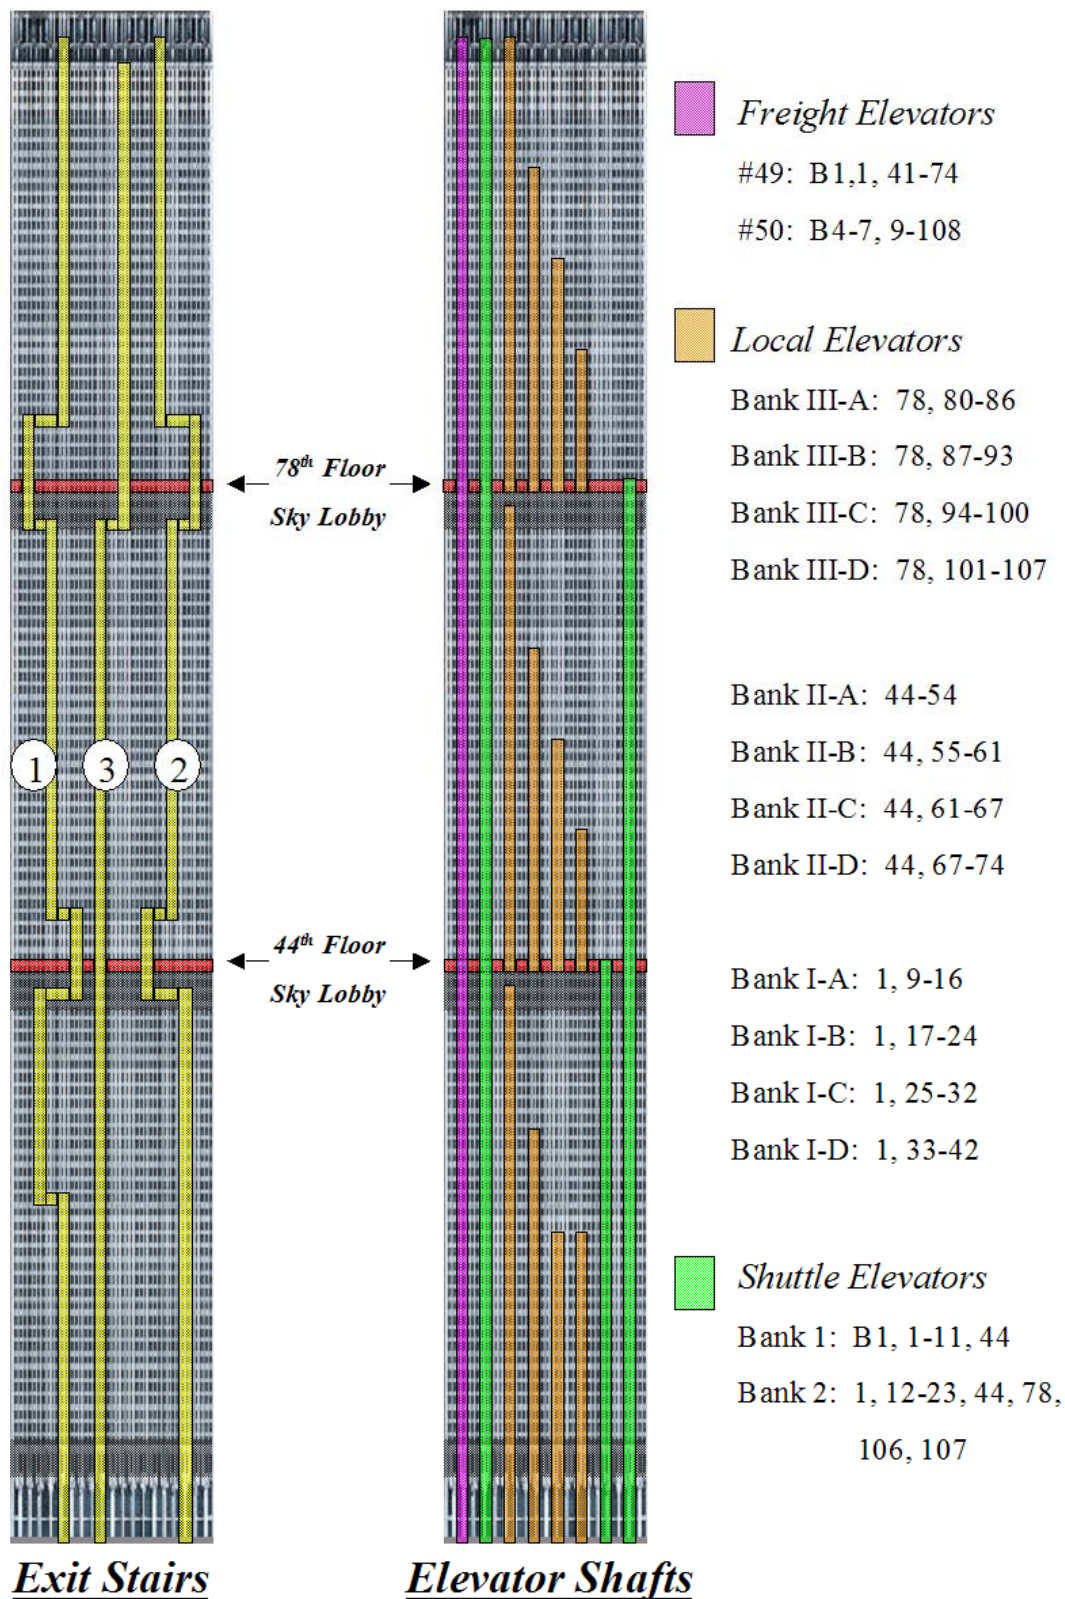 Freight Elevators
#49: B1,1, 41-74
#50: B4-7, 9-108
Local Elevators
Bank III-A: 78, 80-86
Bank III-B: 78, 87-93
78th Floor
Sky Lobby
Bank III-C: 78, 94-100
Bank III-D: 78, 101-107
Bank II-A: 44-54
Bank II-B: 44, 55-61
1
3
2
Bank II-C: 44, 61-67
Bank II-D: 44, 67-74
44th Floor
Sky Lobby
Bank I-A: 1, 9-16
Bank I-B: 1, 17-24
Bank I-C: 1, 25-32
Bank I-D: 1, 33-42
Shuttle Elevators
Bank 1: B1, 1-11, 44
Bank 2: 1, 12-23, 44, 78,
106, 107
Exit Stairs
Elevator Shafts